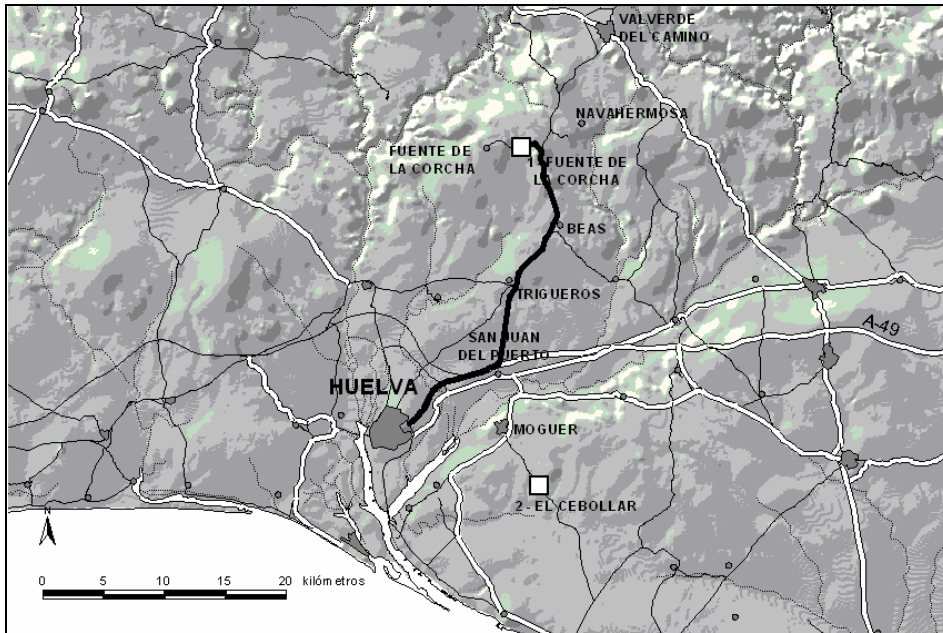 VALVERDE
DEL CAMINO
NAVAHERMOSA
FUENTE DE
LA CORCHA
1 - FUENTE DE
LA CORCHA
BEAS
TRIGUEROS
A-49
SAN JUAN
DEL PUERTO
HUELVA
MOGUER
2 - EL CEBOLLAR
N
0 5 10 15 20 kilómetros